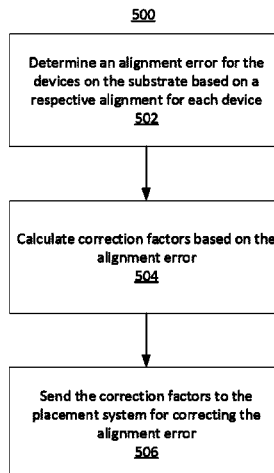 500
Determine an alignment error for the
devices on the substrate based on a
respective alignment for each device
502
Calculate correction factors based on the
alignment error
504
Send the correction factors to the
placement system for correcting the
alignment error
506